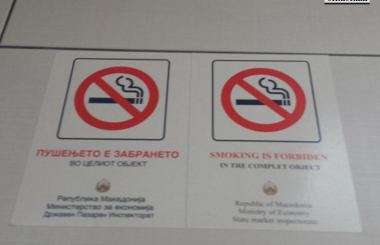 ПУШЕЊЕТО Е ЗАБРАНЕТО
ВО ЦЕЛИОТ ОБЈЕКТ
Република Македонија
Министерство за економија
Државен Пазарен Инспекторат
SMOKING IS FORBIDEN
IN THE COMPLET OBJECT
Republic of Macedonia
Ministry of Economy
State market inspectorate